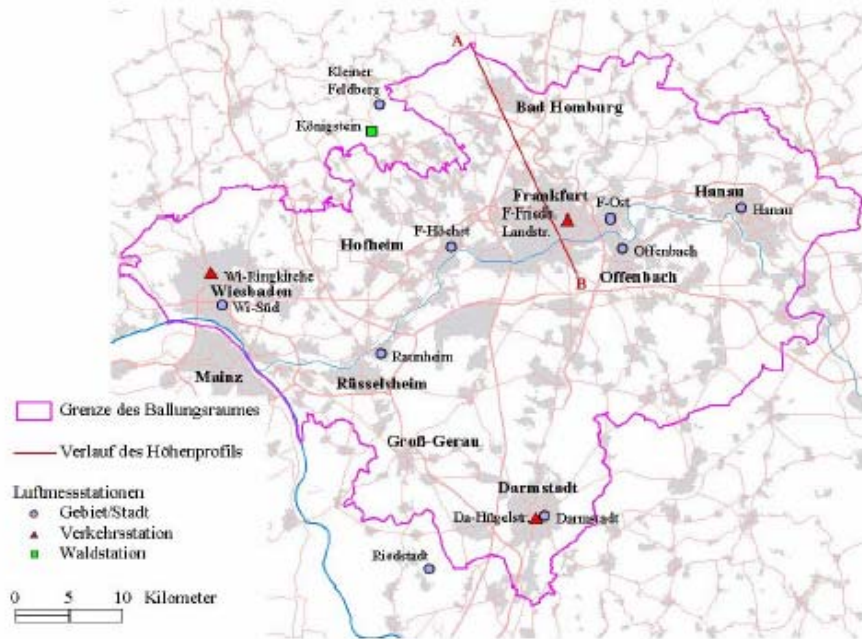 A
Kleiner
Feldberg
Bad Homburg
Königstein
Frankfurt
F-Ost
Hanau
Hanau
F-Friedr.
Landstr.
F-Höchst
Hofheim
Offenbach
Offenbach
Wi-Ringkirche
Wiesbaden
B
Wi-Süd
Raunheim
Mainz
Rüsselsheim
Grenze des Ballungsraumes
Groß-Gerau
Verlauf des Höhenprofils
Darmstadt
Luftmessstationen
Gebiet/Stadt
Da-Hügelstr.
Darmstadt
Verkehrsstation
Waldstation
Riedstadt
0 5 10 Kilometer